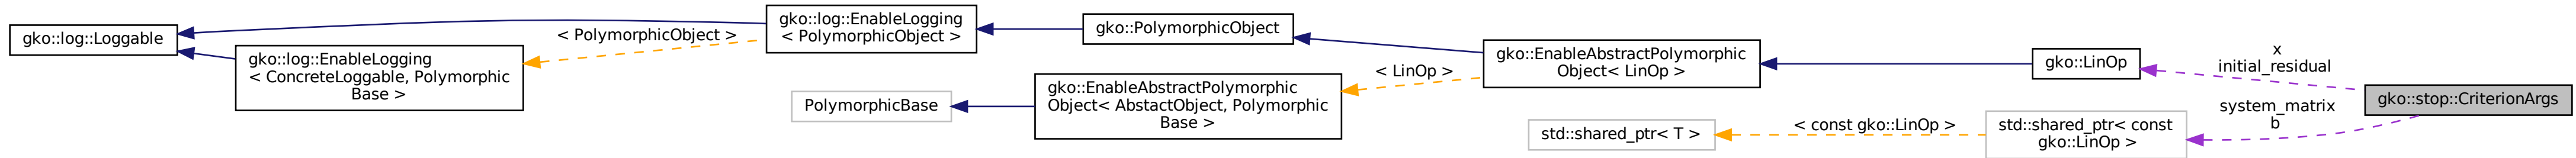 gko::log::Loggable
gko::log::EnableLogging
< ConcreteLoggable, Polymorphic
Base >
< PolymorphicObject >
gko::log::EnableLogging
< PolymorphicObject >
PolymorphicBase
gko::PolymorphicObject
gko::EnableAbstractPolymorphic
Object< AbstactObject, Polymorphic
Base >
< LinOp >
gko::EnableAbstractPolymorphic
Object< LinOp >
std::shared_ptr< T >
< const gko::LinOp >
gko::LinOp
std::shared_ptr< const
gko::LinOp >
x
initial_residual
system_matrix
b
gko::stop::CriterionArgs